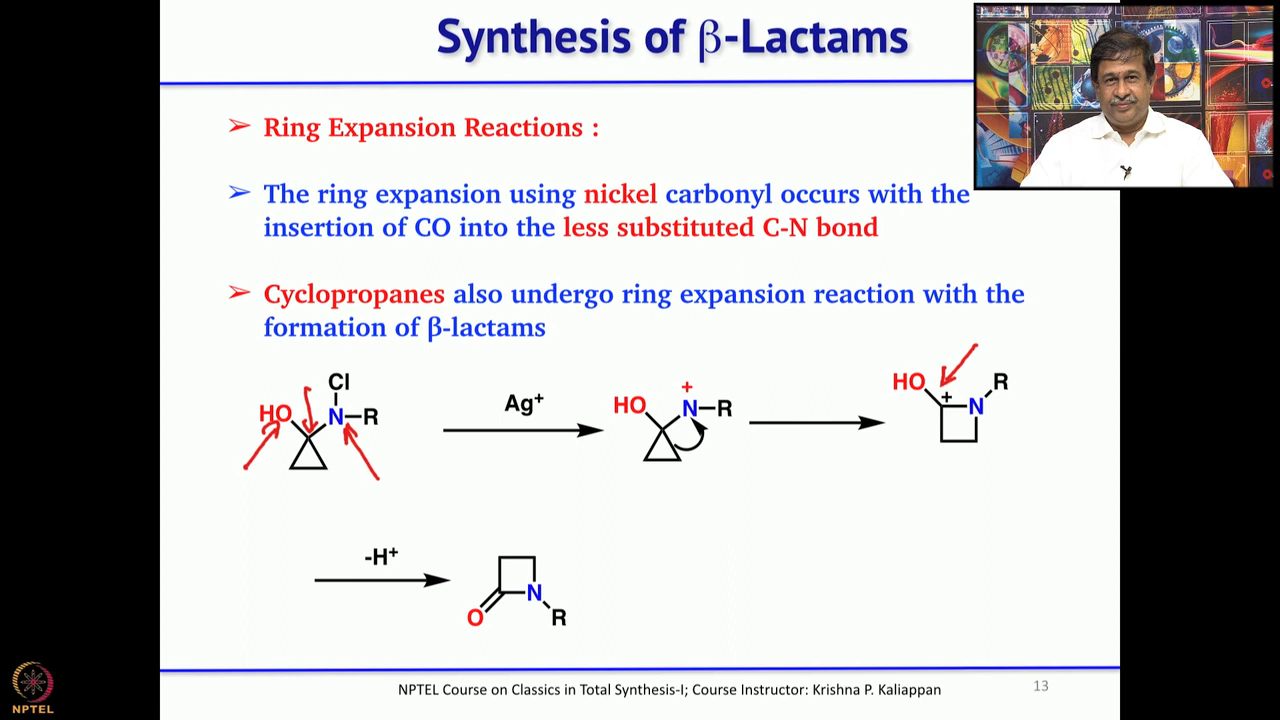 Synthesis of β-Lactams
➢ Ring Expansion Reactions :
➢ The ring expansion using nickel carbonyl occurs with the
insertion of CO into the less substituted C-N bond
➢ Cyclopropanes also undergo ring expansion reaction with the
formation of β-lactams
Cl
HO N–R
Ag⁺
HO + N–R
HO + N R
-H⁺
O N R
NPTEL Course on Classics in Total Synthesis-I; Course Instructor: Krishna P. Kaliappan
13
NPTEL